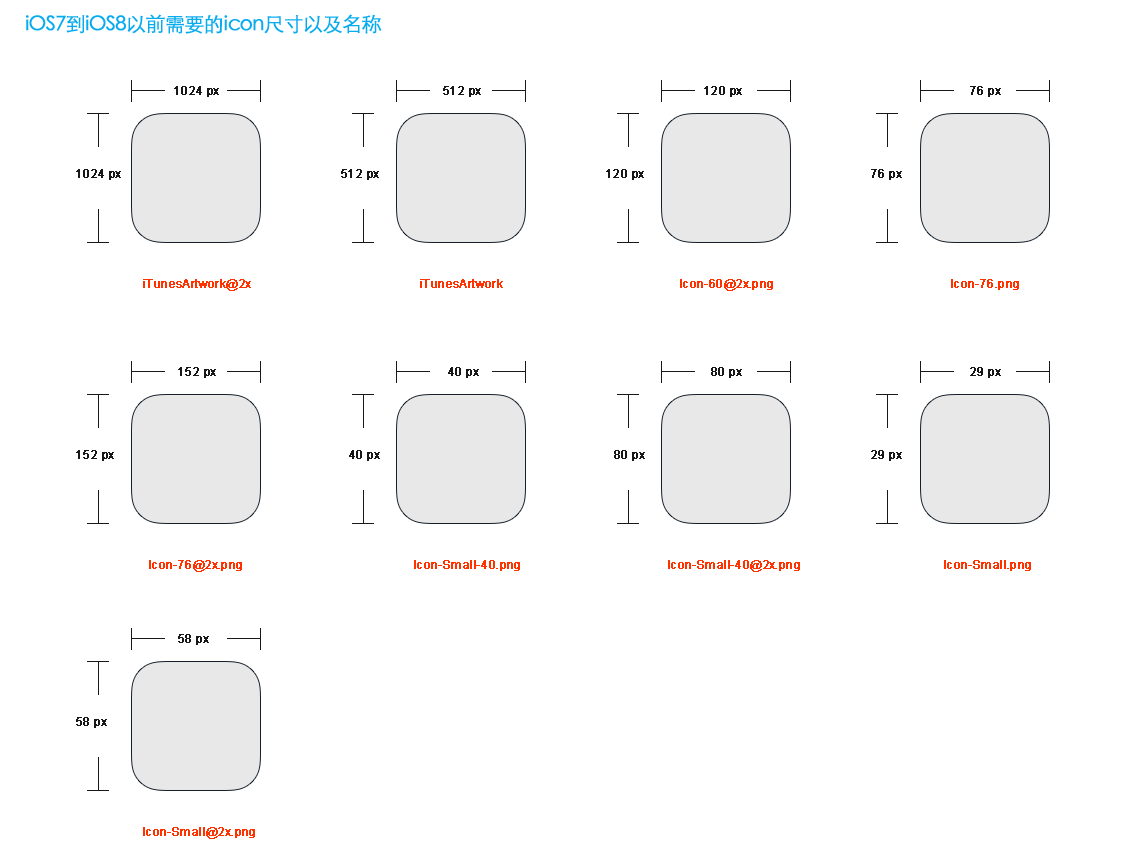 iOS7到iOS8以前需要的icon尺寸以及名称
1024 px
512 px
120 px
76 px
1024 px
512 px
120 px
76 px
iTunesArtwork@2x
iTunesArtwork
Icon-60@2x.png
Icon-76.png
152 px
40 px
80 px
29 px
152 px
40 px
80 px
29 px
Icon-76@2x.png
Icon-Small-40.png
Icon-Small-40@2x.png
Icon-Small.png
58 px
58 px
Icon-Small@2x.png